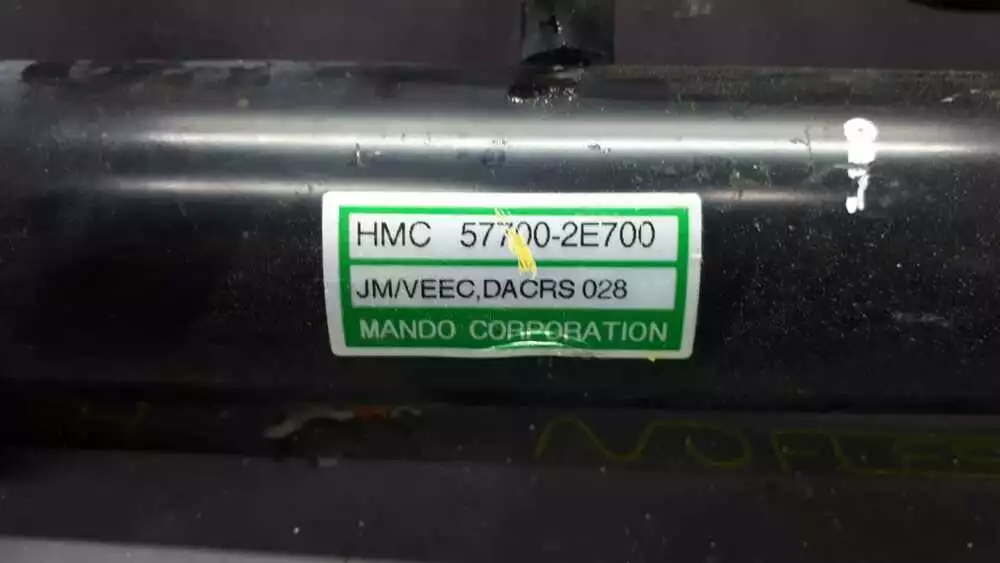 HMC 57700-2E700
JM/VEEC,DACRS 028
MANDO CORPORATION